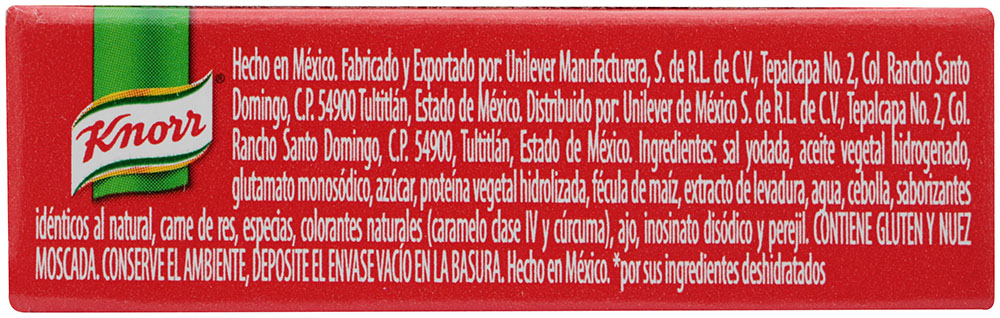 Knorr®
Hecho en México. Fabricado y Exportado por: Unilever Manufacturera, S. de R.L. de C.V., Tepalcapa No. 2, Col. Rancho Santo
Domingo, C.P. 54900 Tultitlán, Estado de México. Distribuido por: Unilever de México S. de R.L. de C.V., Tepalcapa No. 2, Col.
Rancho Santo Domingo, C.P. 54900, Tultitlán, Estado de México. Ingredientes: sal yodada, aceite vegetal hidrogenado,
glutamato monosódico, azúcar, proteína vegetal hidrolizada, fécula de maíz, extracto de levadura, agua, cebolla, saborizantes
idénticos al natural, carne de res, especias, colorantes naturales (caramelo clase IV y cúrcuma), ajo, inosinato disódico y perejil. CONTIENE GLUTEN Y NUEZ
MOSCADA. CONSERVE EL AMBIENTE, DEPOSITE EL ENVASE VACÍO EN LA BASURA. Hecho en México. *por sus ingredientes deshidratados